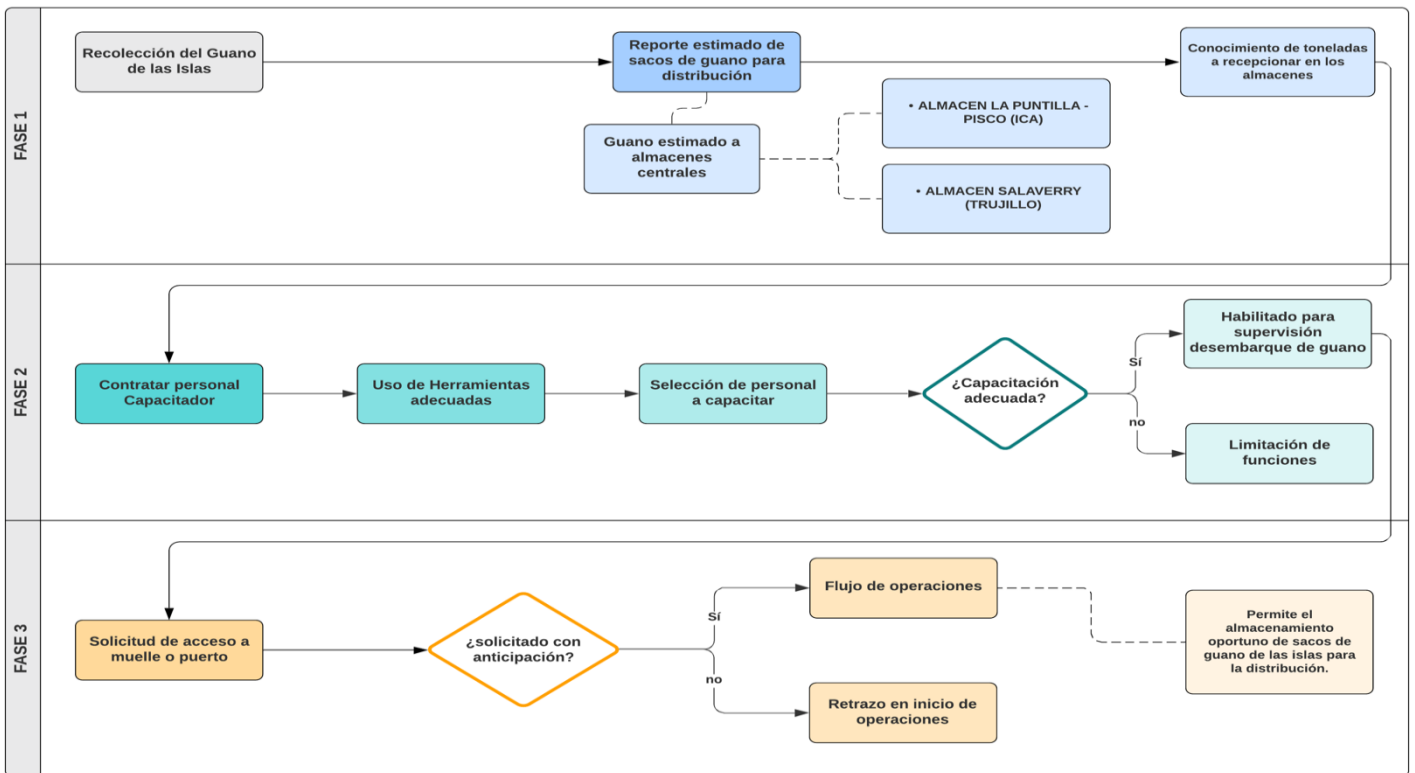 FASE 1
Recolección del Guano
de las Islas
Reporte estimado de
sacos de guano para
distribución
Conocimiento de toneladas
a recepcionar en los
almacenes
Guano estimado a
almacenes
centrales
• ALMACEN LA PUNTILLA -
PISCO (ICA)
• ALMACEN SALAVERRY
(TRUJILLO)
FASE 2
Contratar personal
Capacitador
Uso de Herramientas
adecuadas
Selección de personal
a capacitar
¿Capacitación
adecuada?
Sí
Habilitado para
supervisión
desembarque de guano
no
Limitación de
funciones
FASE 3
Solicitud de acceso a
muelle o puerto
¿solicitado con
anticipación?
Sí
Flujo de operaciones
Permite el
almacenamiento
oportuno de sacos de
guano de las islas para
la distribución.
no
Retrazo en inicio de
operaciones